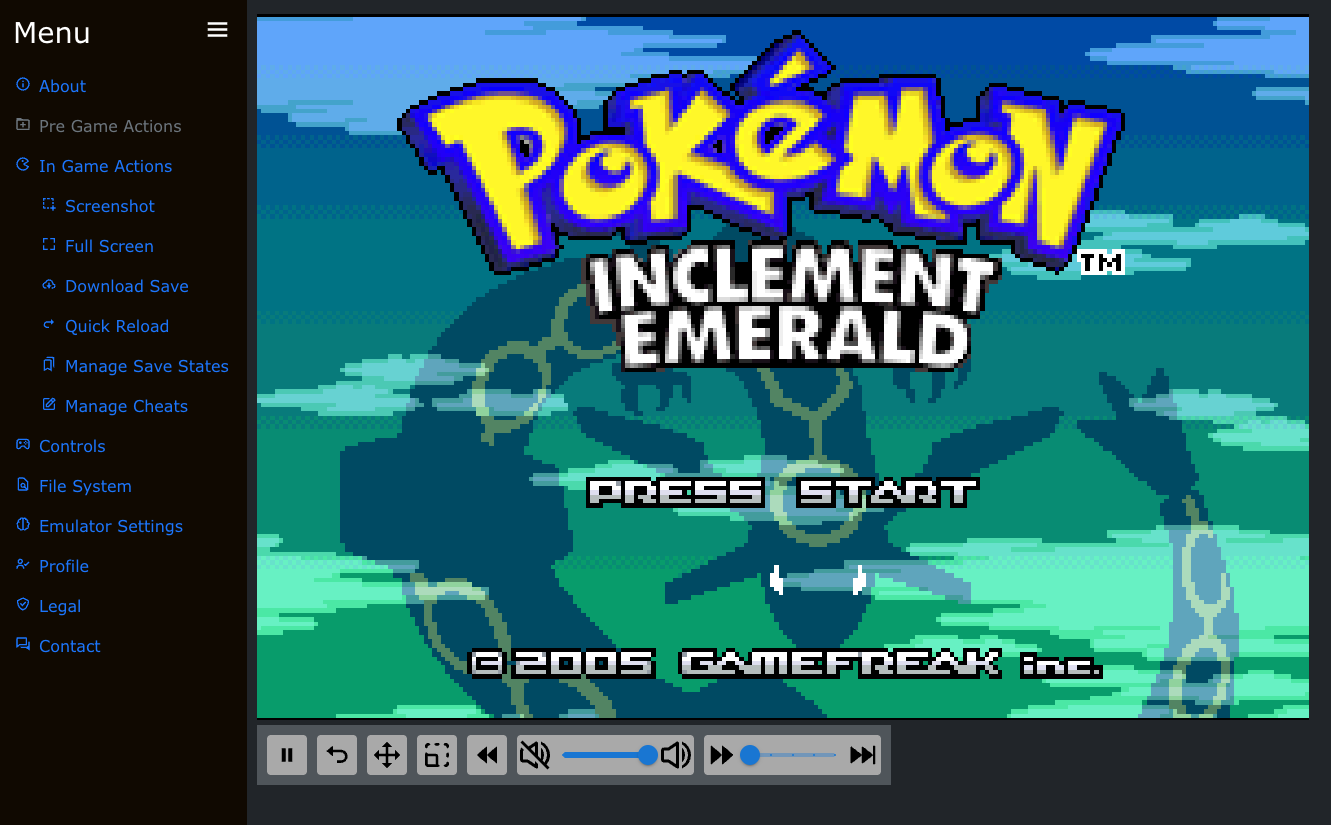 Menu
About
Pre Game Actions
In Game Actions
Screenshot
Full Screen
Download Save
Quick Reload
Manage Save States
Manage Cheats
Controls
File System
Emulator Settings
Profile
Legal
Contact
POKéMON
INCLEMENT
EMERALD
TM
PRESS START
©2005 GAMEFREAK inc.